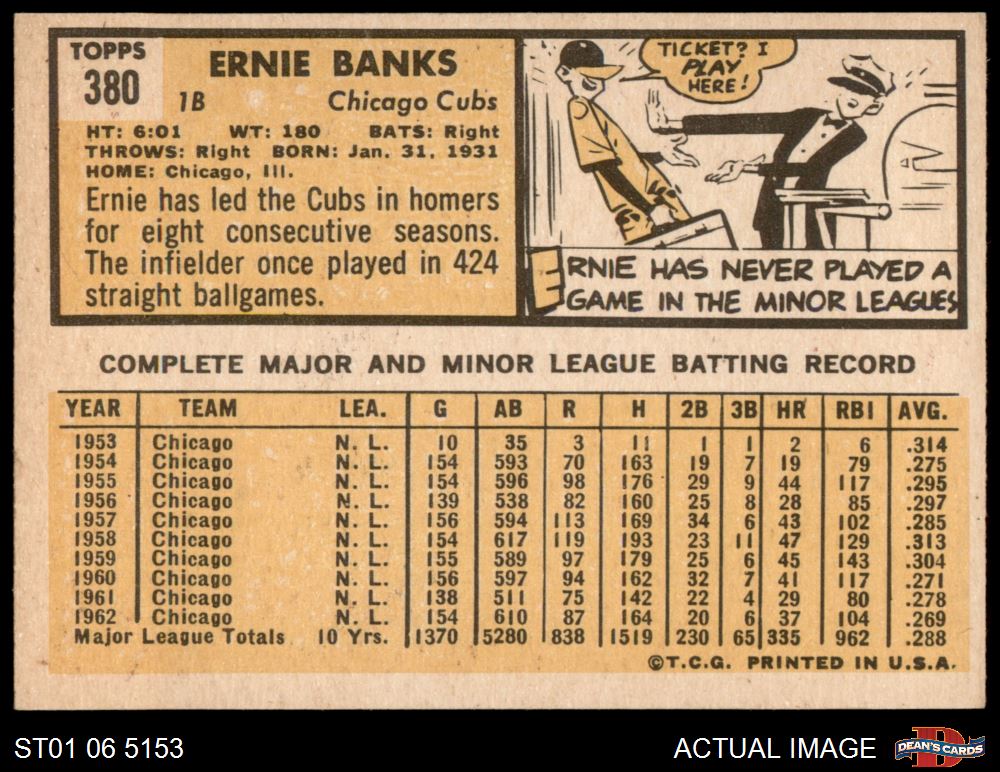 TOPPS
380
ERNIE BANKS
1B Chicago Cubs
HT: 6:01 WT: 180 BATS: Right
THROWS: Right BORN: Jan. 31, 1931
HOME: Chicago, Ill.
Ernie has led the Cubs in homers
for eight consecutive seasons.
The infielder once played in 424
straight ballgames.
TICKET? I
PLAY
HERE!
ERNIE HAS NEVER PLAYED A
GAME IN THE MINOR LEAGUES
COMPLETE MAJOR AND MINOR LEAGUE BATTING RECORD
YEAR TEAM LEA. G AB R H 2B 3B HR RBI AVG.
1953 Chicago N. L. 10 35 3 11 1 1 2 6 .314
1954 Chicago N. L. 154 593 70 163 19 7 19 79 .275
1955 Chicago N. L. 154 596 98 176 29 9 44 117 .295
1956 Chicago N. L. 139 538 82 160 25 8 28 85 .297
1957 Chicago N. L. 156 594 113 169 34 6 43 102 .285
1958 Chicago N. L. 154 617 119 193 23 11 47 129 .313
1959 Chicago N. L. 155 589 97 179 25 6 45 143 .304
1960 Chicago N. L. 156 597 94 162 32 7 41 117 .271
1961 Chicago N. L. 138 511 75 142 22 4 29 80 .278
1962 Chicago N. L. 154 610 87 164 20 6 37 104 .269
Major League Totals 10 Yrs. 1370 5280 838 1519 230 65 335 962 .288
©T.C.G. PRINTED IN U.S.A.
ST01 06 5153
ACTUAL IMAGE
D
DEAN'S CARDS